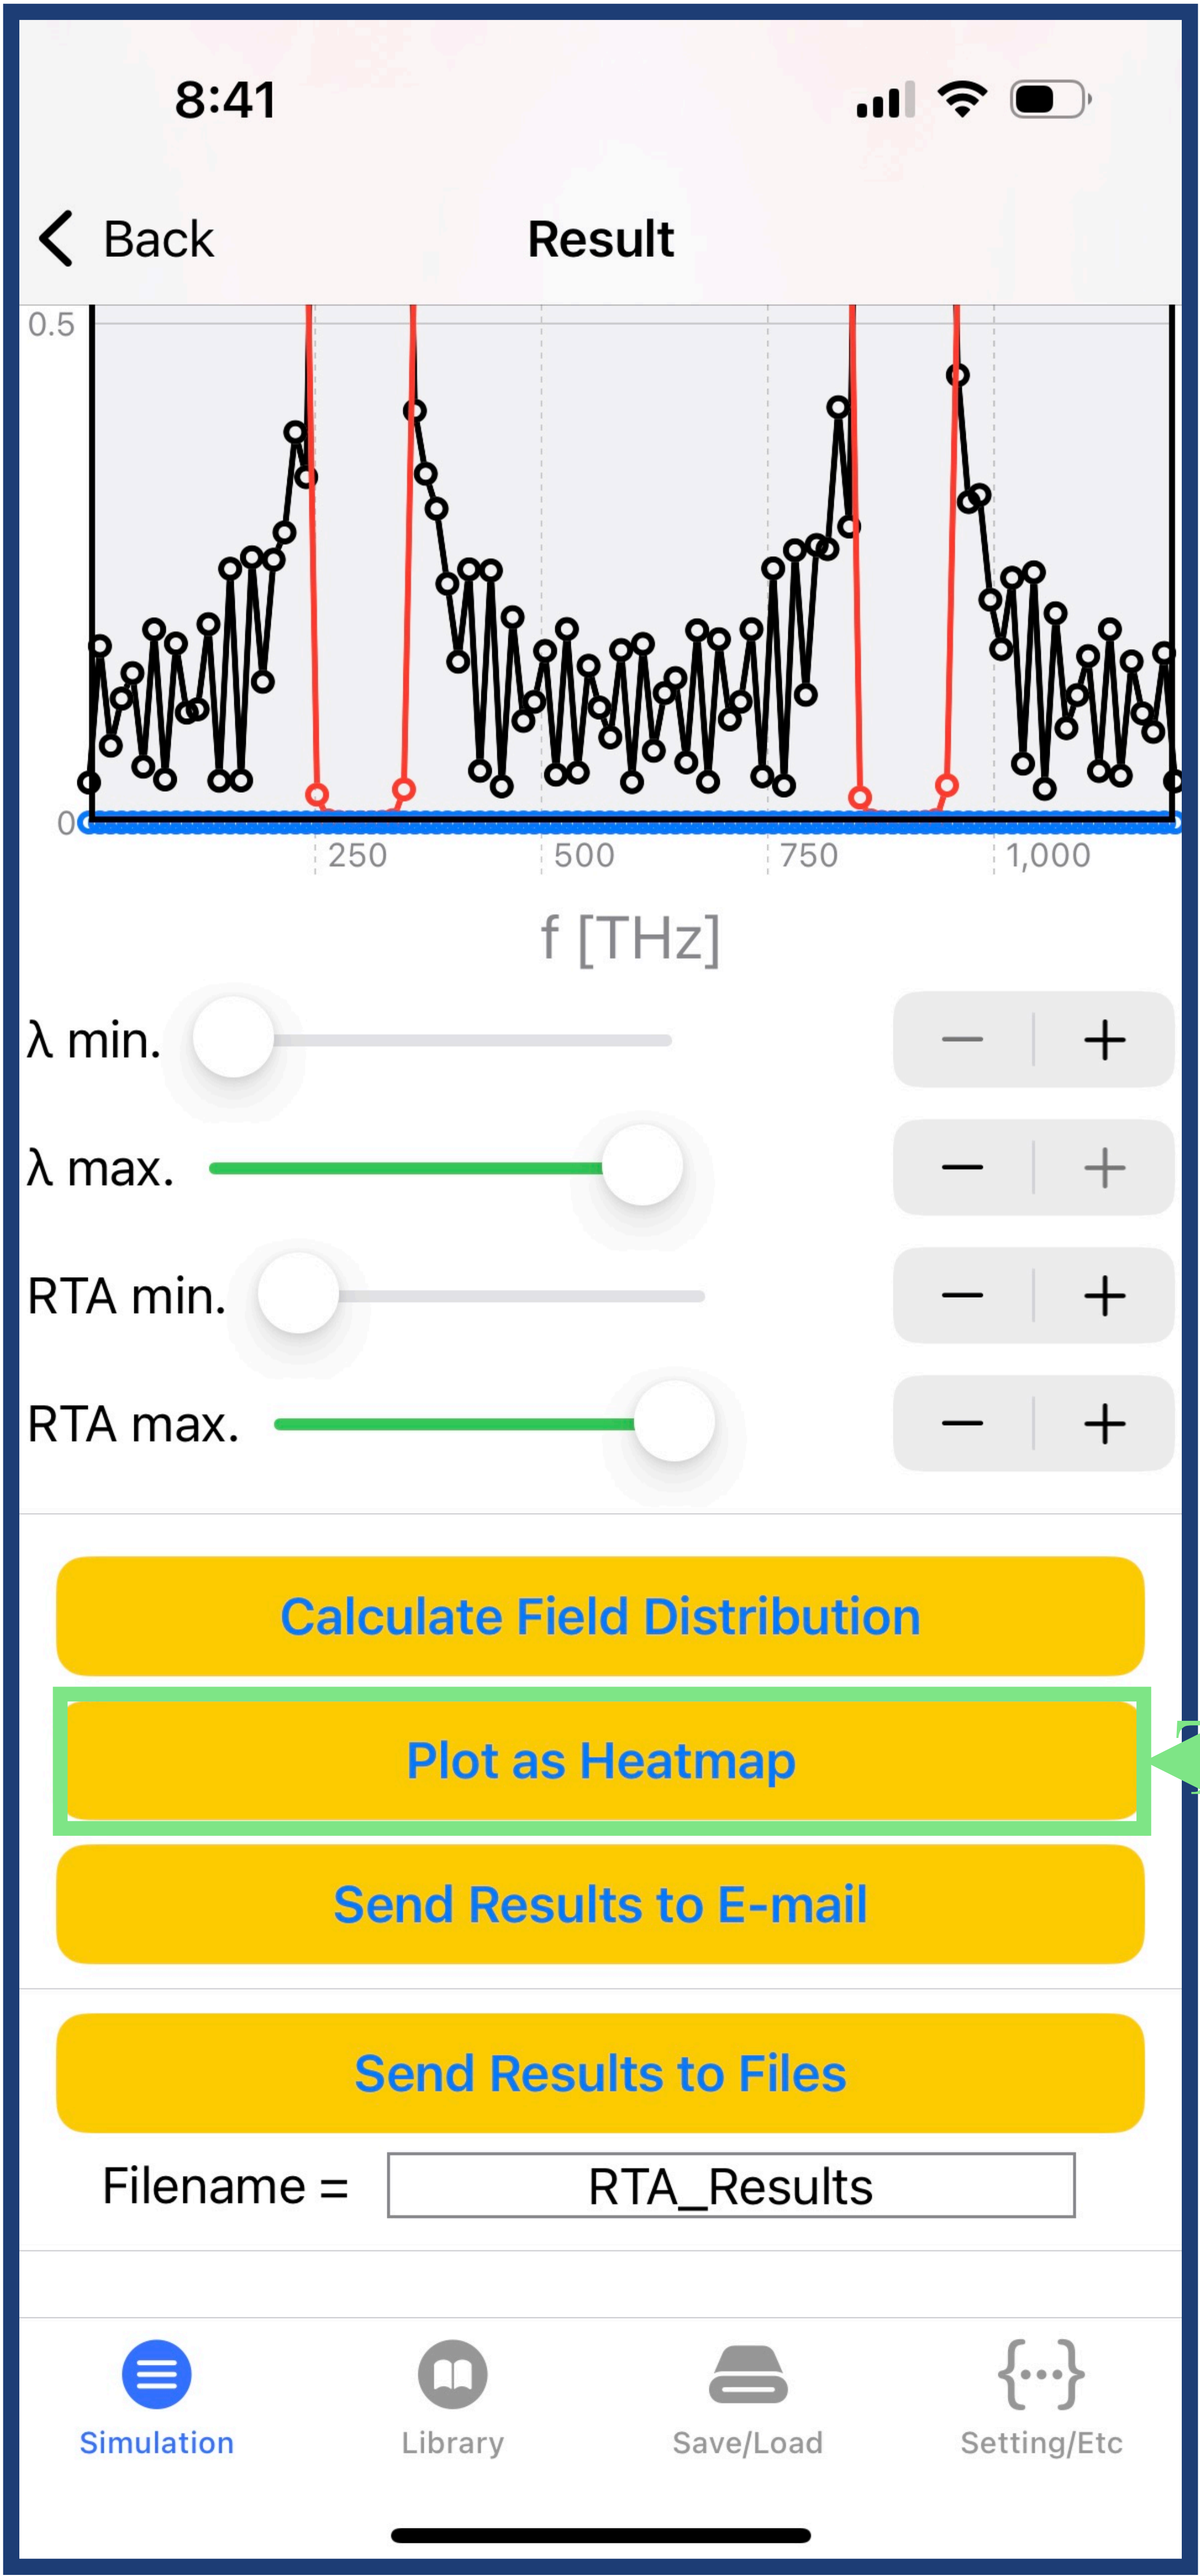 8:41
Back
Result
0.5
0
250 500 750 1,000
f [THz]
λ min.
λ max.
RTA min.
RTA max.
Calculate Field Distribution
Plot as Heatmap
Send Results to E-mail
Send Results to Files
Filename = RTA_Results
Simulation Library Save/Load Setting/Etc